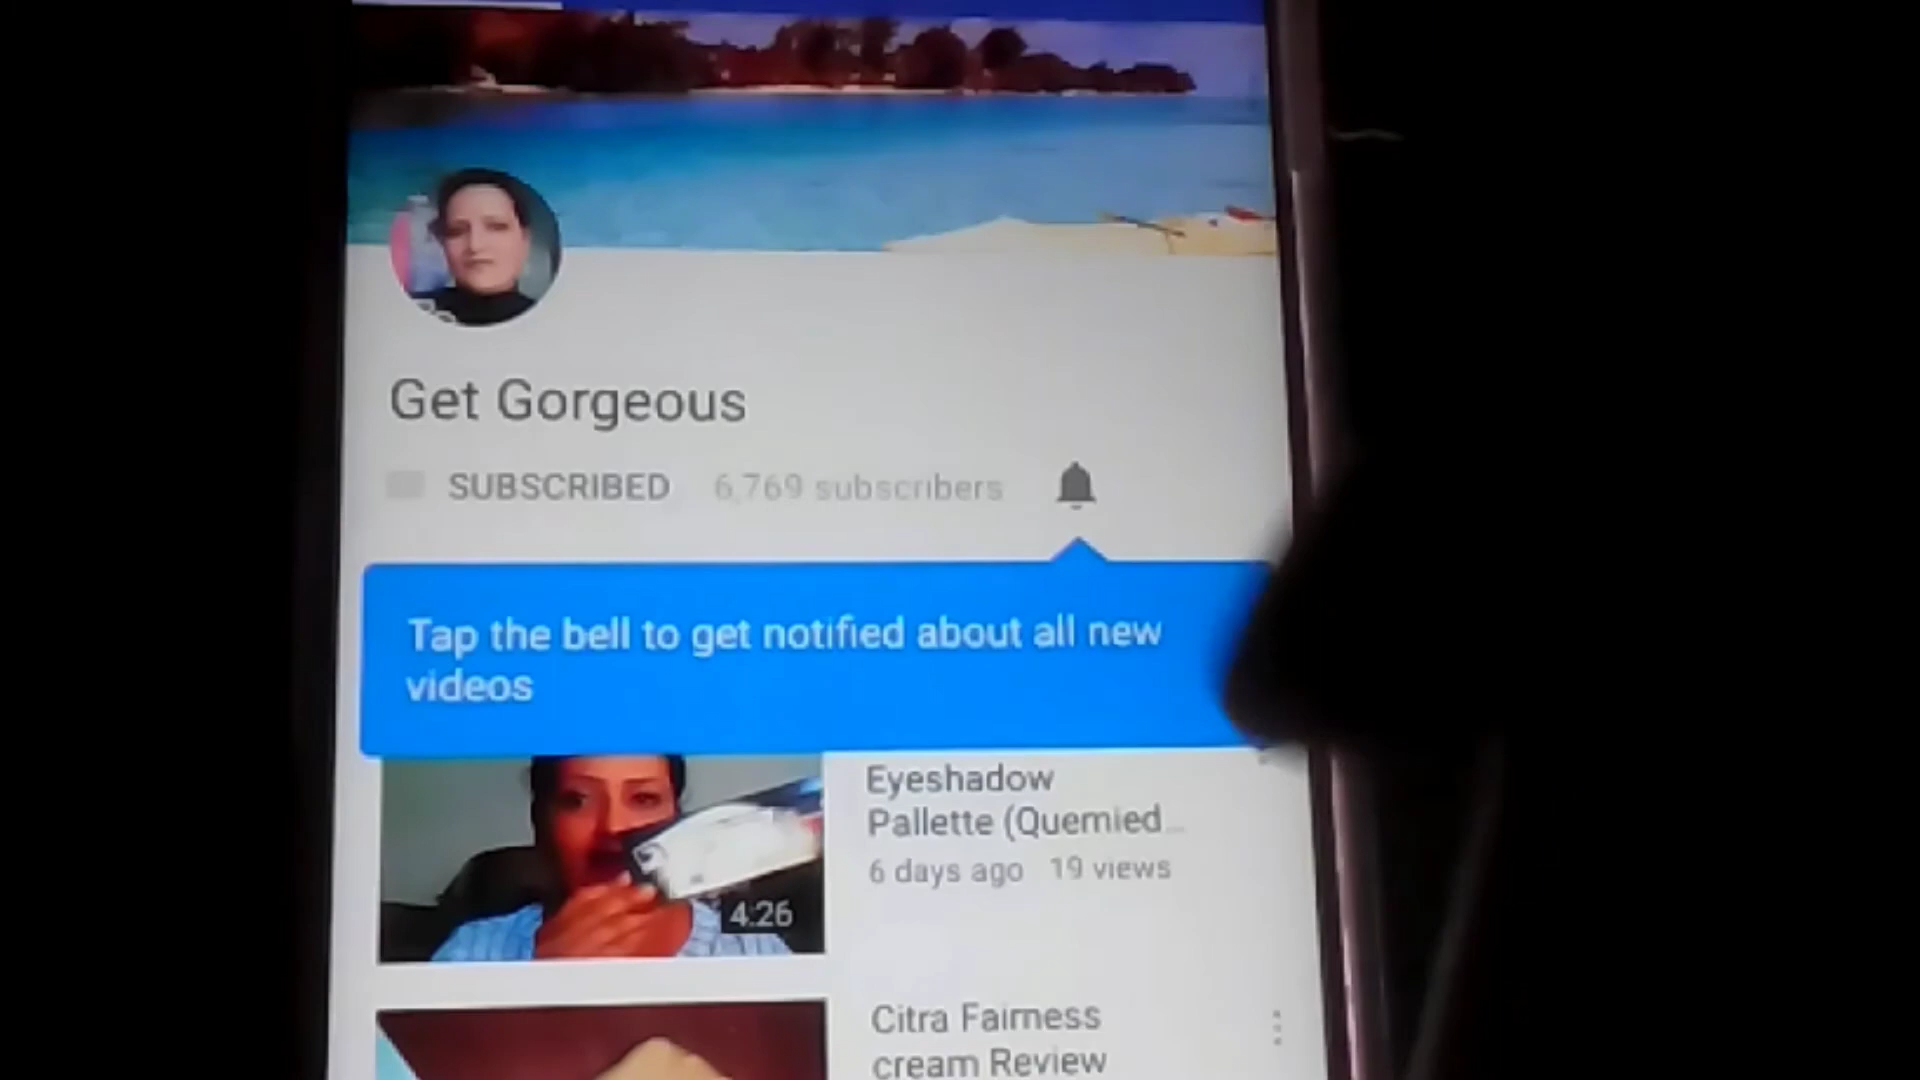 Get Gorgeous
SUBSCRIBED 6,769 subscribers
Tap the bell to get notified about all new
videos
Eyeshadow
Pallette (Quemied...
6 days ago 19 views
4:26
Citra Fairness
cream Review